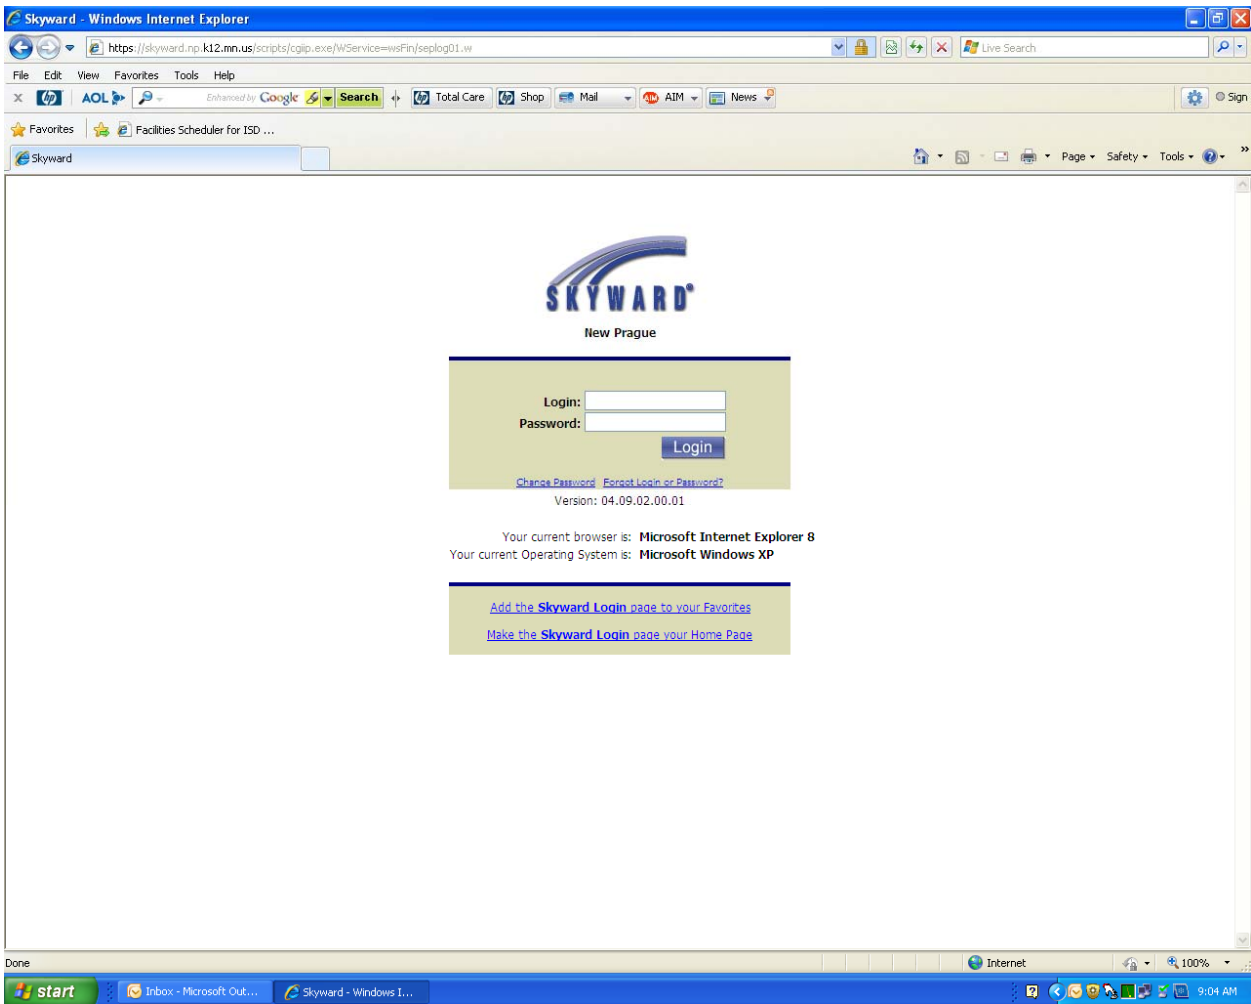 Skyward - Windows Internet Explorer
https://skyward.np.k12.mn.us/scripts/cgiip.exe/WService=wsFin/seplog01.w
Live Search
File Edit View Favorites Tools Help
x hp AOL Enhanced by Google Search hp Total Care hp Shop Mail AIM AIM News Sign
Favorites Facilities Scheduler for ISD ...
Skyward Page Safety Tools »
SKYWARD®
New Prague
Login:
Password:
Login
Change Password Forgot Login or Password?
Version: 04.09.02.00.01
Your current browser is: Microsoft Internet Explorer 8
Your current Operating System is: Microsoft Windows XP
Add the Skyward Login page to your Favorites
Make the Skyward Login page your Home Page
Done Internet 100%
start Inbox - Microsoft Out... Skyward - Windows I... 9:04 AM